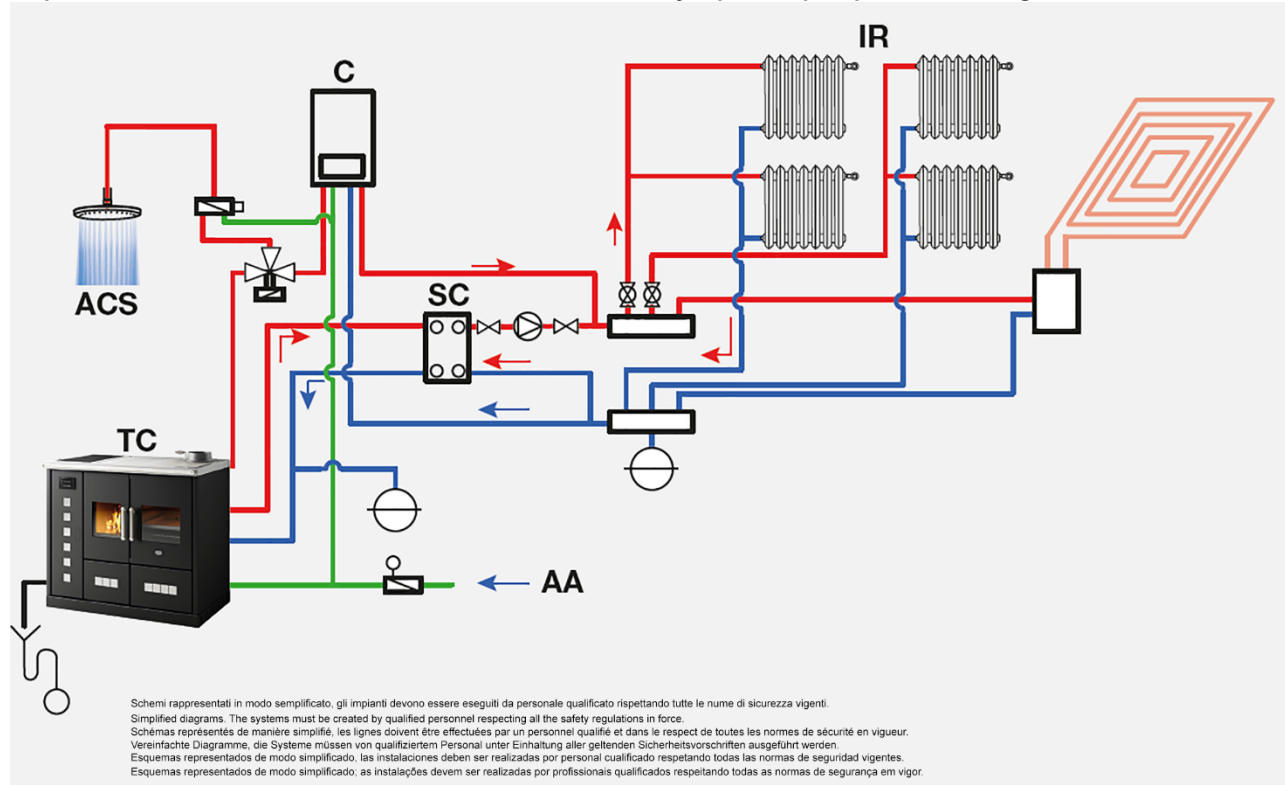 IR
C
ACS
SC
TC
AA
Schemi rappresentati in modo semplificato, gli impianti devono essere eseguiti da personale qualificato rispettando tutte le nume di sicurezza vigenti.
Simplified diagrams. The systems must be created by qualified personnel respecting all the safety regulations in force.
Schémas représentés de manière simplifié, les lignes doivent être effectuées par un personnel qualifié et dans le respect de toutes les normes de sécurité en vigueur.
Vereinfachte Diagramme, die Systeme müssen von qualifiziertem Personal unter Einhaltung aller geltenden Sicherheitsvorschriften ausgeführt werden.
Esquemas representados de modo simplificado, las instalaciones deben ser realizadas por personal cualificado respetando todas las normas de seguridad vigentes.
Esquemas representados de modo simplificado; as instalações devem ser realizadas por profissionais qualificados respeitando todas as normas de segurança em vigor.